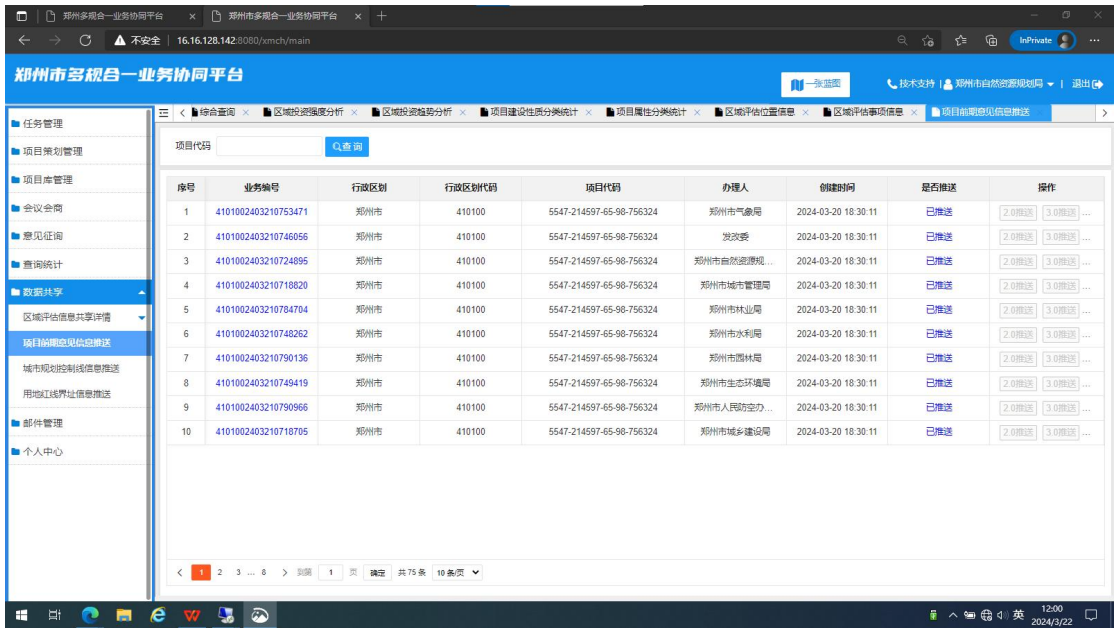 郑州多规合一业务协同平台 × 郑州市多规合一业务协同平台 × +
不安全 16.16.128.142:8080/xmch/main InPrivate
郑州市多规合一业务协同平台 一张蓝图 技术支持 | 郑州市自然资源规划局 | 退出
综合查询 × 区域投资强度分析 × 区域投资趋势分析 × 项目建设性质分类统计 × 项目属性分类统计 × 区域评估位置信息 × 区域评估事项信息 × 项目前期意见信息推送
任务管理
项目策划管理
项目库管理
会议会商
意见征询
查询统计
数据共享
区域评估信息共享详情
项目前期意见信息推送
城市规划控制线信息推送
用地红线界址信息推送
邮件管理
个人中心
项目代码 查询
序号 业务编号 行政区划 行政区划代码 项目代码 办理人 创建时间 是否推送 操作
1 4101002403210753471 郑州市 410100 5547-214597-65-98-756324 郑州市气象局 2024-03-20 18:30:11 已推送 2.0推送 3.0推送 ...
2 4101002403210746056 郑州市 410100 5547-214597-65-98-756324 发改委 2024-03-20 18:30:11 已推送 2.0推送 3.0推送 ...
3 4101002403210724895 郑州市 410100 5547-214597-65-98-756324 郑州市自然资源规... 2024-03-20 18:30:11 已推送 2.0推送 3.0推送 ...
4 4101002403210718820 郑州市 410100 5547-214597-65-98-756324 郑州市城市管理局 2024-03-20 18:30:11 已推送 2.0推送 3.0推送 ...
5 4101002403210784704 郑州市 410100 5547-214597-65-98-756324 郑州市林业局 2024-03-20 18:30:11 已推送 2.0推送 3.0推送 ...
6 4101002403210748262 郑州市 410100 5547-214597-65-98-756324 郑州市水利局 2024-03-20 18:30:11 已推送 2.0推送 3.0推送 ...
7 4101002403210790136 郑州市 410100 5547-214597-65-98-756324 郑州市园林局 2024-03-20 18:30:11 已推送 2.0推送 3.0推送 ...
8 4101002403210749419 郑州市 410100 5547-214597-65-98-756324 郑州市生态环境局 2024-03-20 18:30:11 已推送 2.0推送 3.0推送 ...
9 4101002403210790966 郑州市 410100 5547-214597-65-98-756324 郑州市人民防空办... 2024-03-20 18:30:11 已推送 2.0推送 3.0推送 ...
10 4101002403210718705 郑州市 410100 5547-214597-65-98-756324 郑州市城乡建设局 2024-03-20 18:30:11 已推送 2.0推送 3.0推送 ...
< 1 2 3 ... 8 > 到第 1 页 确定 共 75 条 10 条/页
英 12:00
2024/3/22